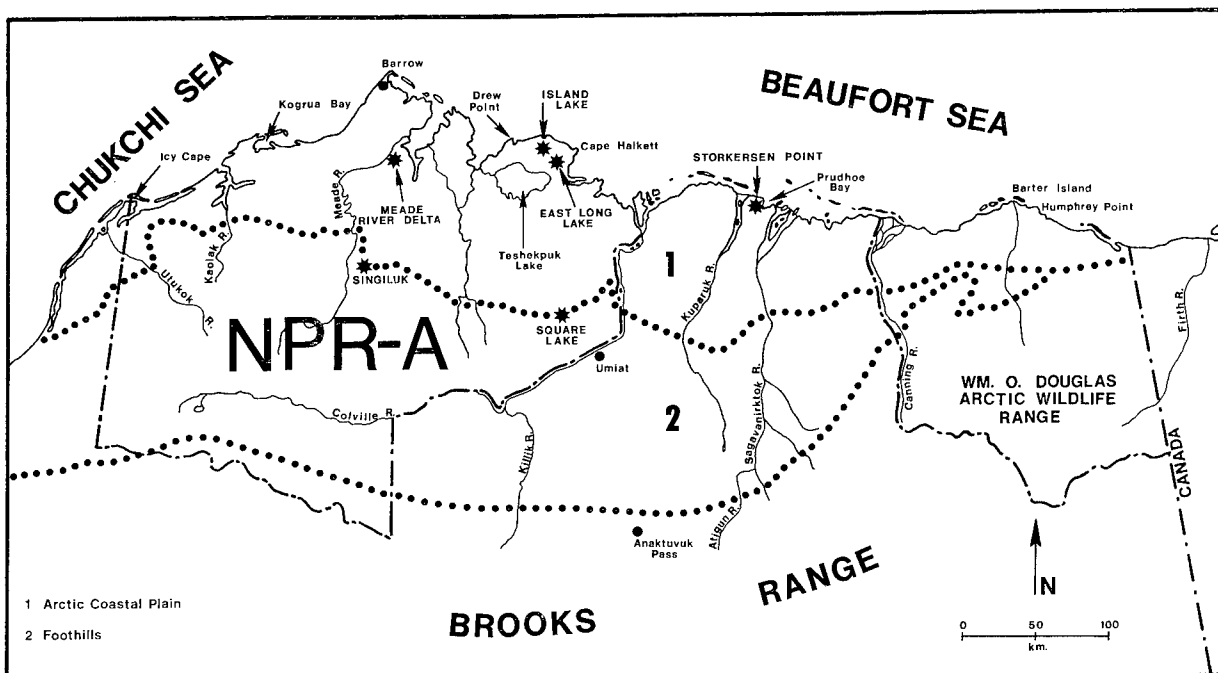 CHUKCHI SEA
BEAUFORT SEA
Barrow
Kogrua Bay
Icy Cape
Drew
Point
ISLAND
LAKE
Cape Halkett
STORKERSEN POINT
Prudhoe
Bay
Barter Island
Humphrey Point
Meade R.
MEADE
RIVER DELTA
EAST LONG
LAKE
Teshekpuk
Lake
Kaolak R.
Utukok R.
SINGILUK
1
Kuparuk R.
Firth R.
NPR-A
SQUARE
LAKE
Umiat
Canning R.
WM. O. DOUGLAS
ARCTIC WILDLIFE
RANGE
Colville R.
2
Sagavanirktok R.
Killik R.
CANADA
Atigun R.
Anaktuvuk
Pass
BROOKS
RANGE
N
1 Arctic Coastal Plain
2 Foothills
0 50 100
km.